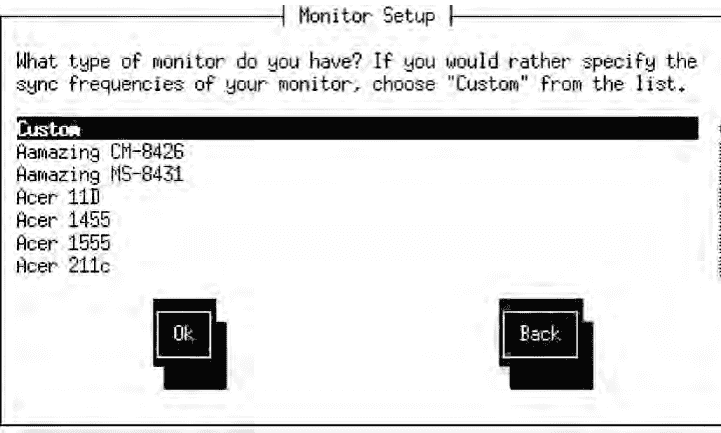 Monitor Setup
What type of monitor do you have? If you would rather specify the
sync frequencies of your monitor, choose "Custom" from the list.
Custom
Aamazing CM-8426
Aamazing MS-8431
Acer 11D
Acer 1455
Acer 1555
Acer 211c
Ok
Back